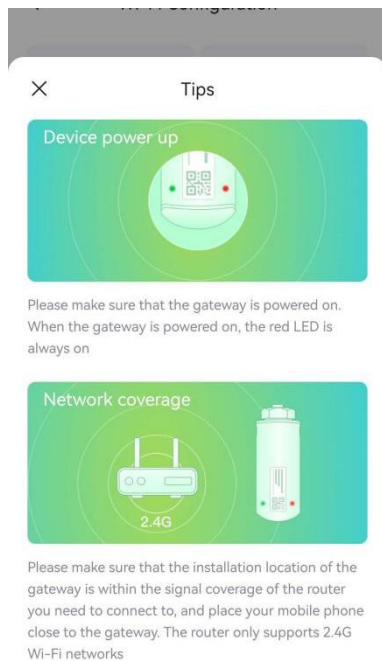 Tips
Device power up
Please make sure that the gateway is powered on.
When the gateway is powered on, the red LED is
always on
Network coverage
2.4G
Please make sure that the installation location of the
gateway is within the signal coverage of the router
you need to connect to, and place your mobile phone
close to the gateway. The router only supports 2.4G
Wi-Fi networks